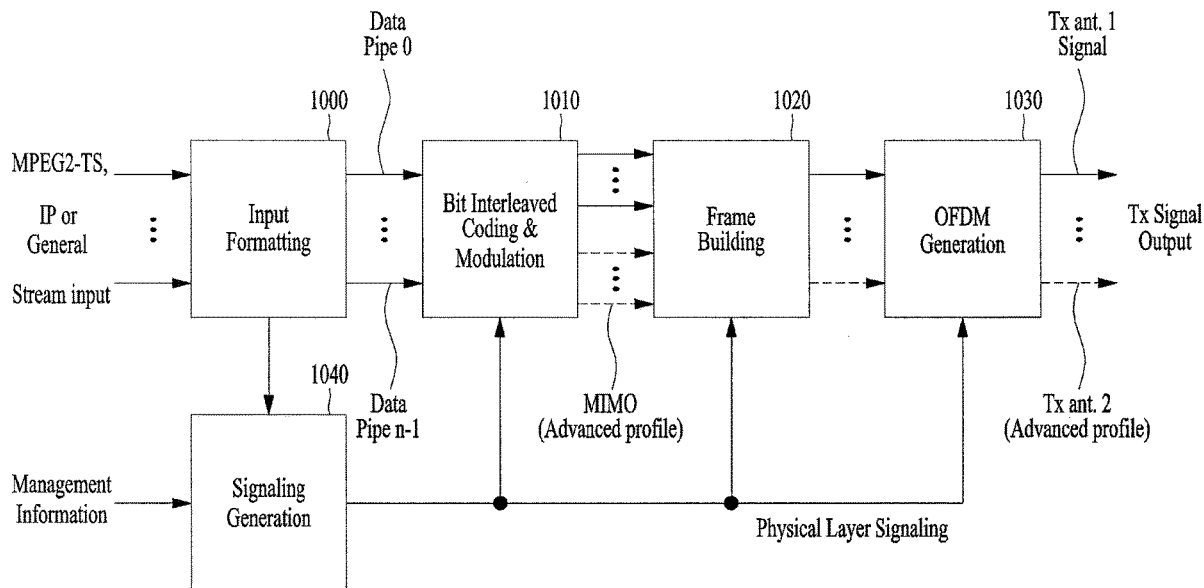 Data
Pipe 0
Tx ant. 1
Signal
1000
1010
1020
1030
MPEG2-TS,
IP or
General
Stream input
Input
Formatting
Bit Interleaved
Coding &
Modulation
Frame
Building
OFDM
Generation
Tx Signal
Output
1040
Data
Pipe n-1
MIMO
(Advanced profile)
Tx ant. 2
(Advanced profile)
Management
Information
Signaling
Generation
Physical Layer Signaling